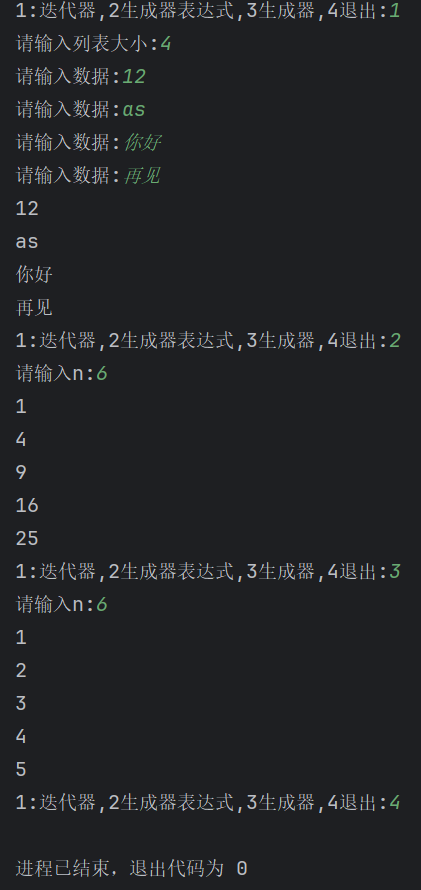 1:迭代器,2生成器表达式,3生成器,4退出:1
请输入列表大小:4
请输入数据:12
请输入数据:as
请输入数据:你好
请输入数据:再见
12
as
你好
再见
1:迭代器,2生成器表达式,3生成器,4退出:2
请输入n:6
1
4
9
16
25
1:迭代器,2生成器表达式,3生成器,4退出:3
请输入n:6
1
2
3
4
5
1:迭代器,2生成器表达式,3生成器,4退出:4
进程已结束，退出代码为 0